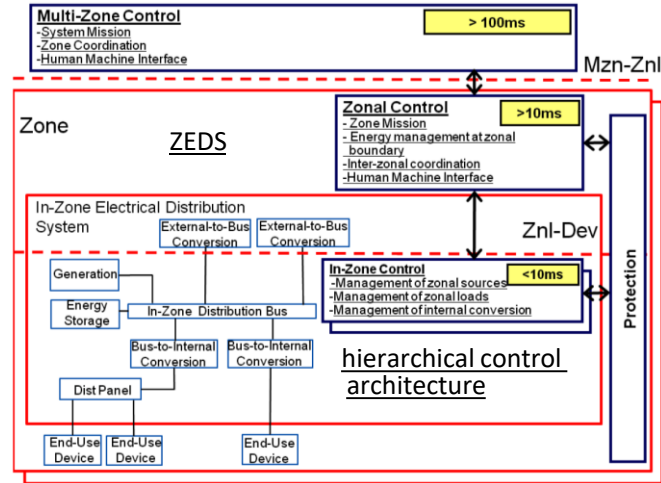 Multi-Zone Control
> 100ms
-System Mission
-Zone Coordination
-Human Machine Interface
Mzn-Znl
Zone
ZEDS
Zonal Control
>10ms
- Zone Mission
- Energy management at zonal
boundary
- Inter-zonal coordination
- Human Machine Interface
In-Zone Electrical Distribution
System
External-to-Bus
Conversion
External-to-Bus
Conversion
Znl-Dev
Generation
Energy
Storage
In-Zone Distribution Bus
In-Zone Control
<10ms
-Management of zonal sources
-Management of zonal loads
-Management of internal conversion
Protection
Bus-to-Internal
Conversion
Bus-to-Internal
Conversion
hierarchical control
architecture
Dist Panel
End-Use
Device
End-Use
Device
End-Use
Device